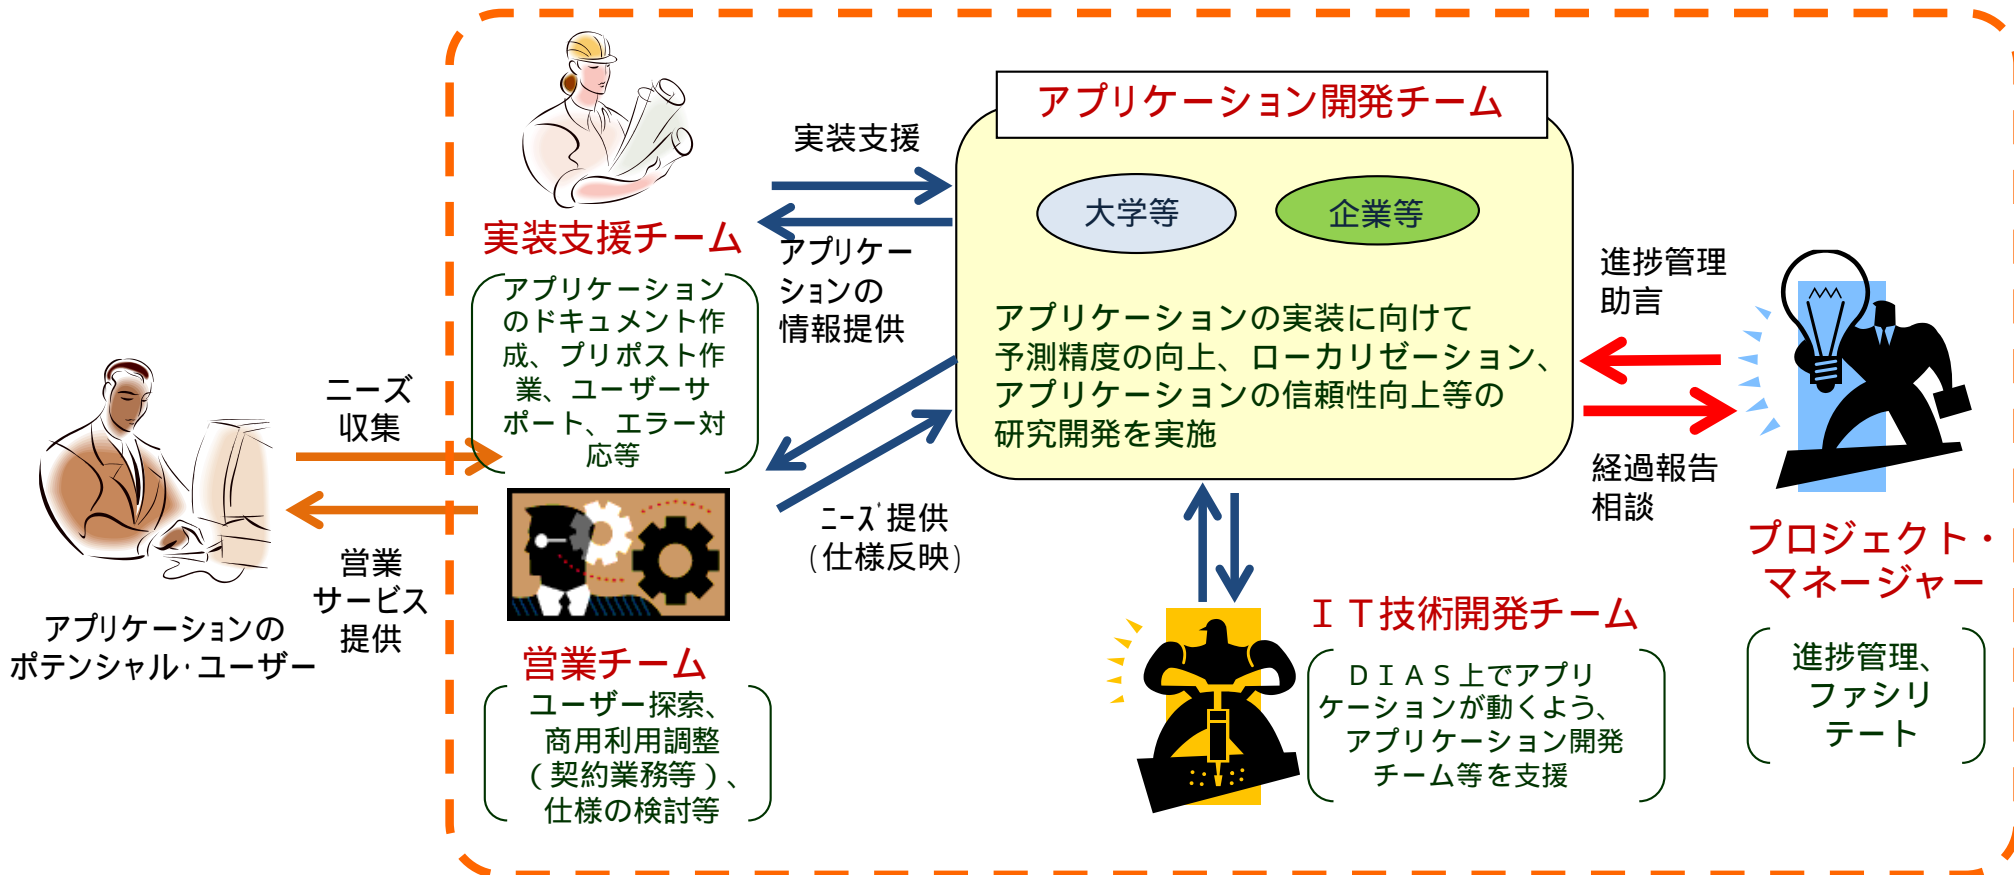 アプリケーション開発チーム
大学等
企業等
アプリケーションの実装に向けて
予測精度の向上、ローカリゼーション、
アプリケーションの信頼性向上等の
研究開発を実施
実装支援
アプリケー
ションの
情報提供
実装支援チーム
アプリケーション
のドキュメント作
成、プリポスト作
業、ユーザーサ
ポート、エラー対
応等
ニーズ
収集
営業
サービス
提供
アプリケーションの
ポテンシャル・ユーザー
営業チーム
ユーザー探索、
商用利用調整
(契約業務等)、
仕様の検討等
ニーズ提供
(仕様反映)
ＩＴ技術開発チーム
ＤＩＡＳ上でアプリ
ケーションが動くよう、
アプリケーション開発
チーム等を支援
進捗管理
助言
経過報告
相談
プロジェクト・
マネージャー
進捗管理、
ファシリ
テート